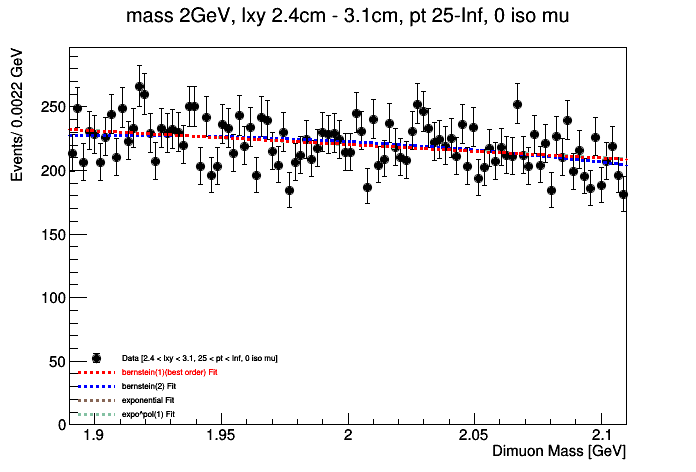 mass 2GeV, lxy 2.4cm - 3.1cm, pt 25-Inf, 0 iso mu
Events/ 0.0022 GeV
250
200
150
100
50
0
Data [2.4 < lxy < 3.1, 25 < pt < Inf, 0 iso mu]
bernstein(1)(best order) Fit
bernstein(2) Fit
exponential Fit
expo*pol(1) Fit
1.9 1.95 2 2.05 2.1
Dimuon Mass [GeV]